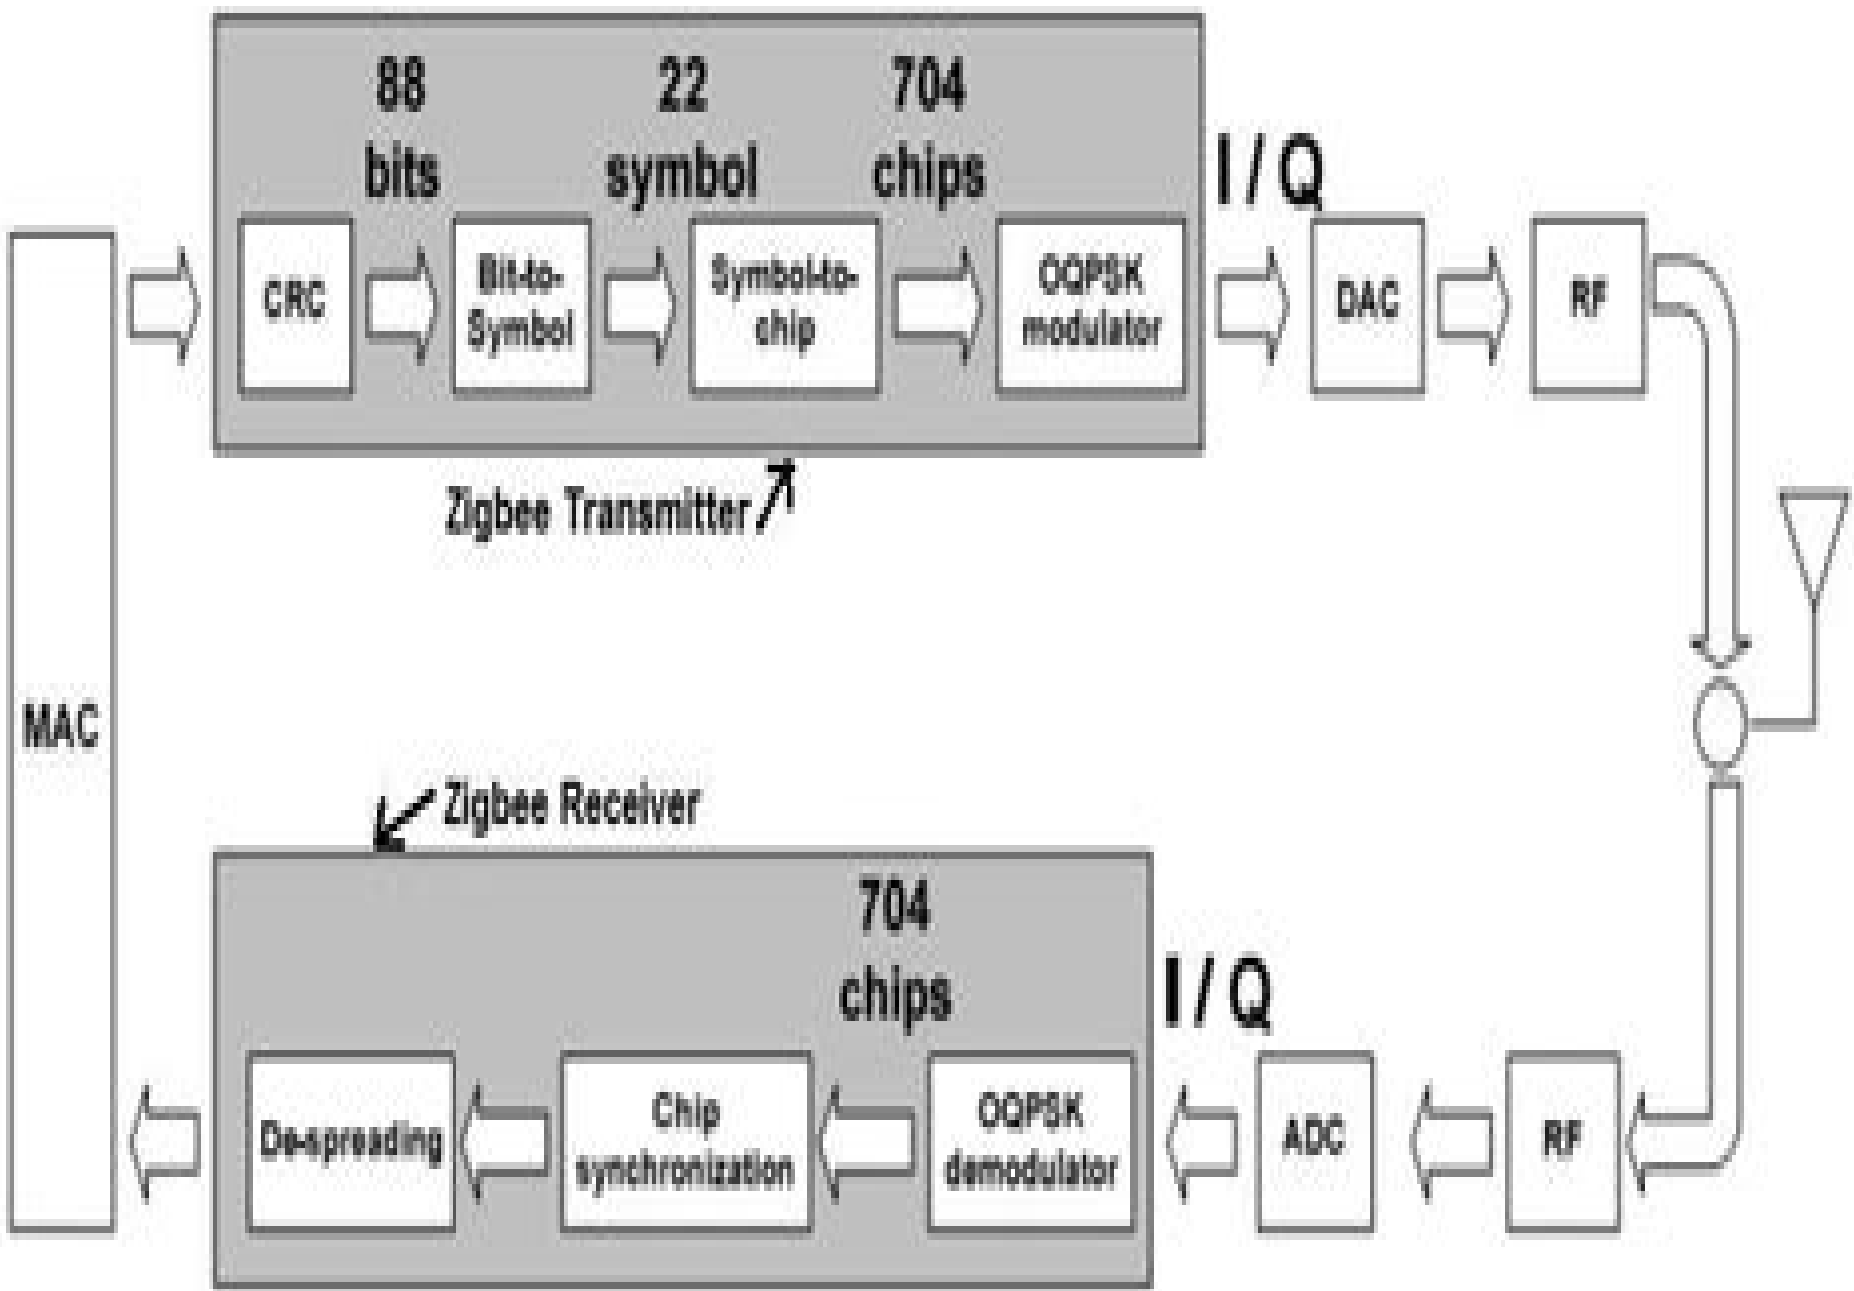 88
bits
22
symbol
704
chips
I / Q
CRC
Bit-to-
Symbol
Symbol-to-
chip
OQPSK
modulator
DAC
RF
Zigbee Transmitter
MAC
Zigbee Receiver
704
chips
I / Q
De-spreading
Chip
synchronization
OQPSK
demodulator
ADC
RF